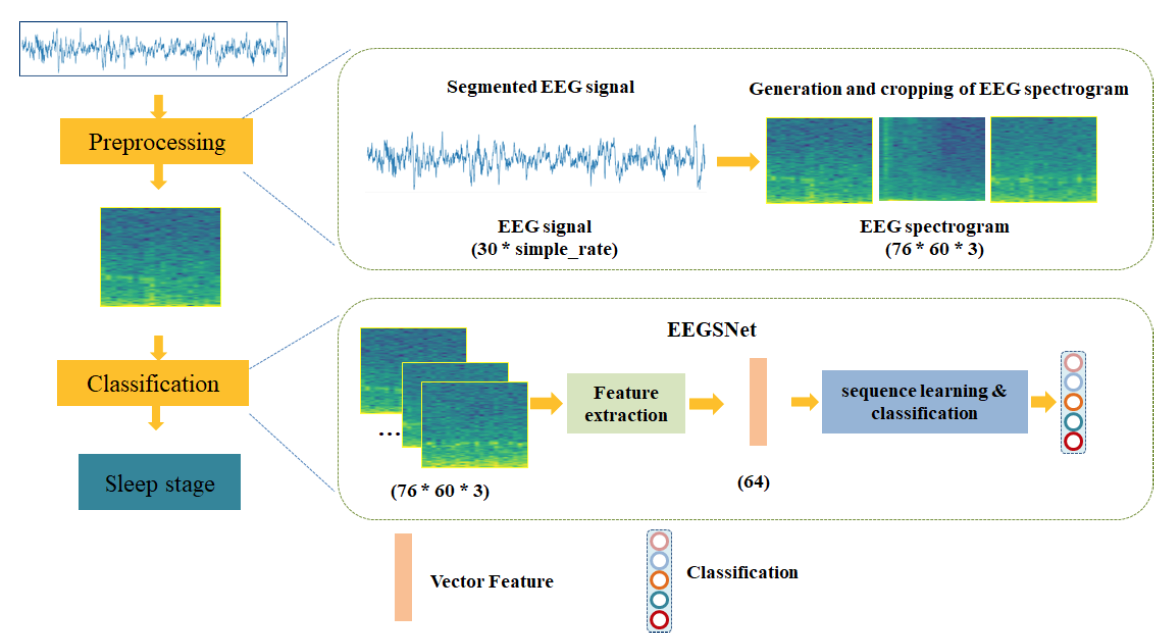 Preprocessing
Classification
Sleep stage
Segmented EEG signal
Generation and cropping of EEG spectrogram
EEG signal
(30 * simple_rate)
EEG spectrogram
(76 * 60 * 3)
EEGSNet
...
(76 * 60 * 3)
Feature
extraction
(64)
sequence learning &
classification
Vector Feature
Classification